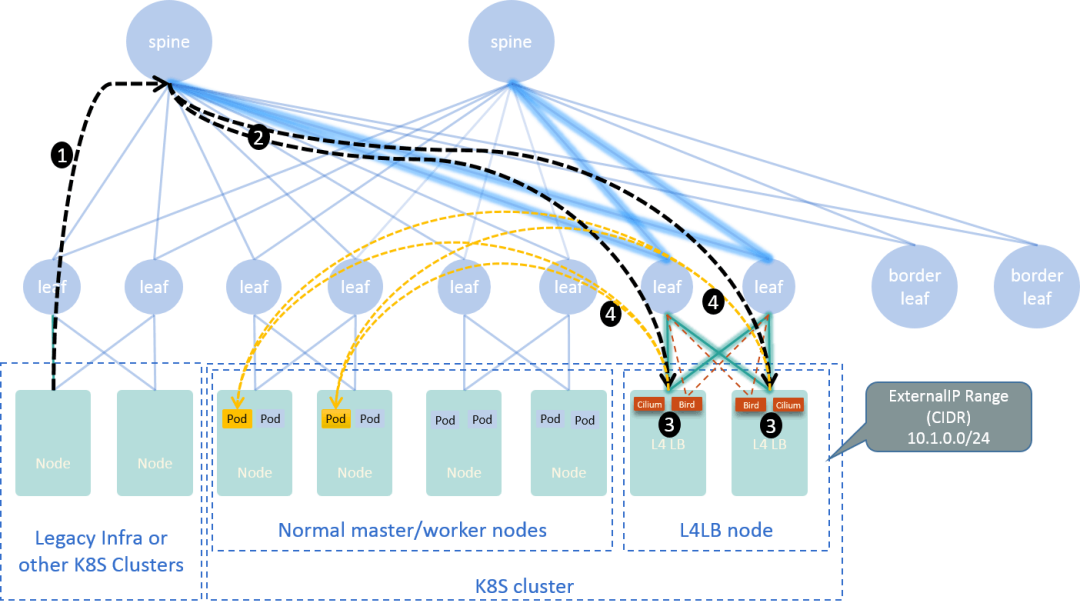 spine
spine
1
2
leaf
leaf
leaf
leaf
leaf
leaf
leaf
leaf
border
leaf
border
leaf
4
4
Pod
Pod
Pod
Pod
Pod
Pod
Pod
Pod
Cilium
Bird
Bird
Cilium
3
3
L4 LB
L4 LB
Node
Node
Node
Node
Node
Node
ExternalIP Range
(CIDR)
10.1.0.0/24
Legacy Infra or
other K8S Clusters
Normal master/worker nodes
L4LB node
K8S cluster